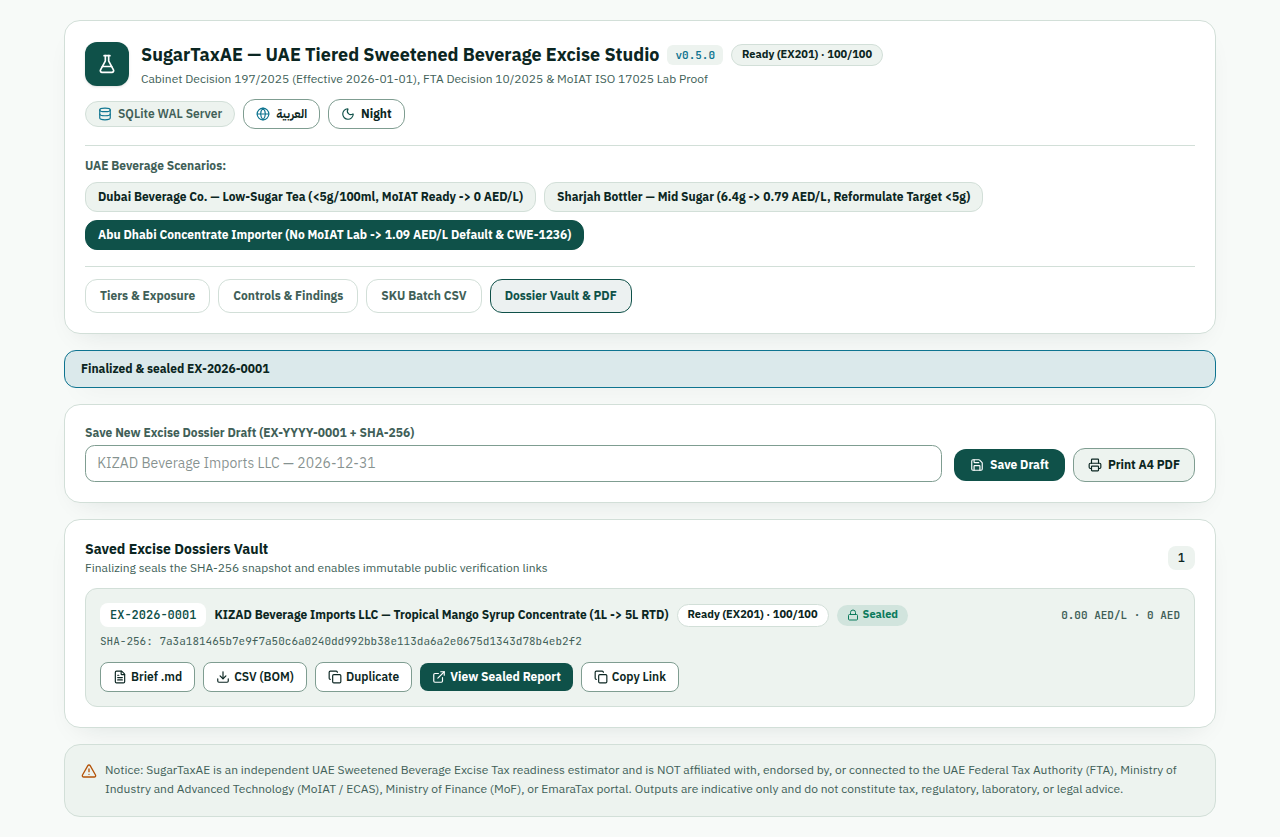 SugarTaxAE — UAE Tiered Sweetened Beverage Excise Studio v0.5.0 Ready (EX201) · 100/100
Cabinet Decision 197/2025 (Effective 2026-01-01), FTA Decision 10/2025 & MoIAT ISO 17025 Lab Proof
SQLite WAL Server العربية Night
UAE Beverage Scenarios:
Dubai Beverage Co. — Low-Sugar Tea (<5g/100ml, MoIAT Ready -> 0 AED/L) Sharjah Bottler — Mid Sugar (6.4g -> 0.79 AED/L, Reformulate Target <5g)
Abu Dhabi Concentrate Importer (No MoIAT Lab -> 1.09 AED/L Default & CWE-1236)
Tiers & Exposure Controls & Findings SKU Batch CSV Dossier Vault & PDF
Finalized & sealed EX-2026-0001
Save New Excise Dossier Draft (EX-YYYY-0001 + SHA-256)
KIZAD Beverage Imports LLC — 2026-12-31 Save Draft Print A4 PDF
Saved Excise Dossiers Vault 1
Finalizing seals the SHA-256 snapshot and enables immutable public verification links
EX-2026-0001 KIZAD Beverage Imports LLC — Tropical Mango Syrup Concentrate (1L -> 5L RTD) Ready (EX201) · 100/100 Sealed 0.00 AED/L · 0 AED
SHA-256: 7a3a181465b7e9f7a50c6a0240dd992bb38e113da6a2e0675d1343d78b4eb2f2
Brief .md CSV (BOM) Duplicate View Sealed Report Copy Link
Notice: SugarTaxAE is an independent UAE Sweetened Beverage Excise Tax readiness estimator and is NOT affiliated with, endorsed by, or connected to the UAE Federal Tax Authority (FTA), Ministry of
Industry and Advanced Technology (MoIAT / ECAS), Ministry of Finance (MoF), or EmaraTax portal. Outputs are indicative only and do not constitute tax, regulatory, laboratory, or legal advice.